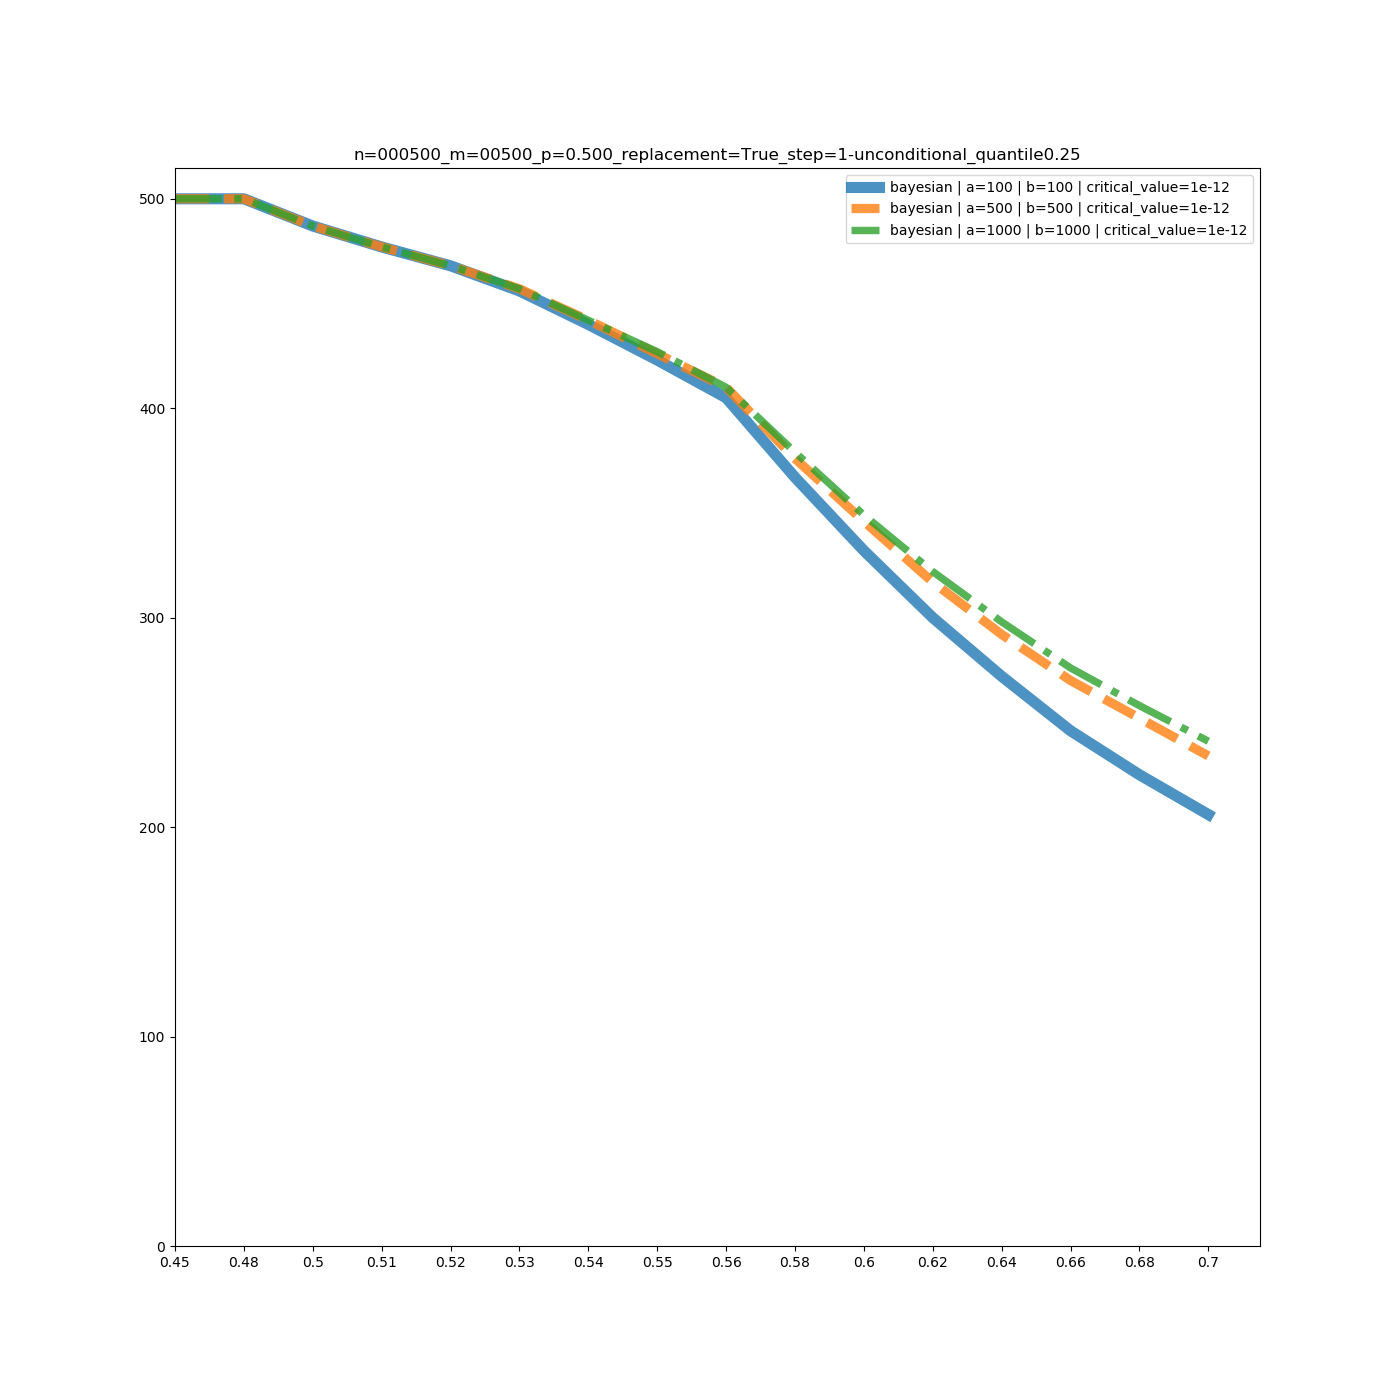 n=000500_m=00500_p=0.500_replacement=True_step=1-unconditional_quantile0.25
bayesian | a=100 | b=100 | critical_value=1e-12
bayesian | a=500 | b=500 | critical_value=1e-12
bayesian | a=1000 | b=1000 | critical_value=1e-12
500
400
300
200
100
0
0.45 0.48 0.5 0.51 0.52 0.53 0.54 0.55 0.56 0.58 0.6 0.62 0.64 0.66 0.68 0.7